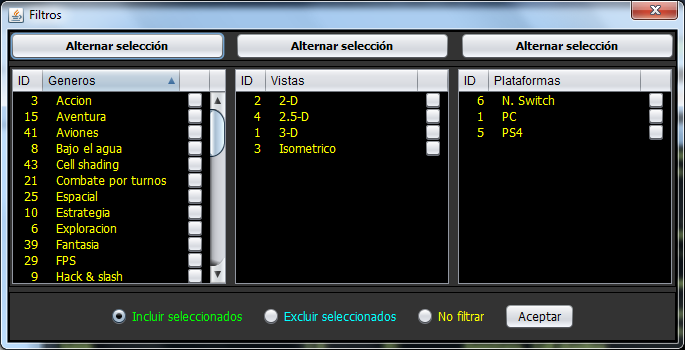 Filtros
Alternar selección Alternar selección Alternar selección
ID Generos ID Vistas ID Plataformas
3 Accion 2 2-D 6 N. Switch
15 Aventura 4 2.5-D 1 PC
41 Aviones 1 3-D 5 PS4
8 Bajo el agua 3 Isometrico
43 Cell shading
21 Combate por turnos
25 Espacial
10 Estrategia
6 Exploracion
39 Fantasia
29 FPS
9 Hack & slash
Incluir seleccionados Excluir seleccionados No filtrar Aceptar